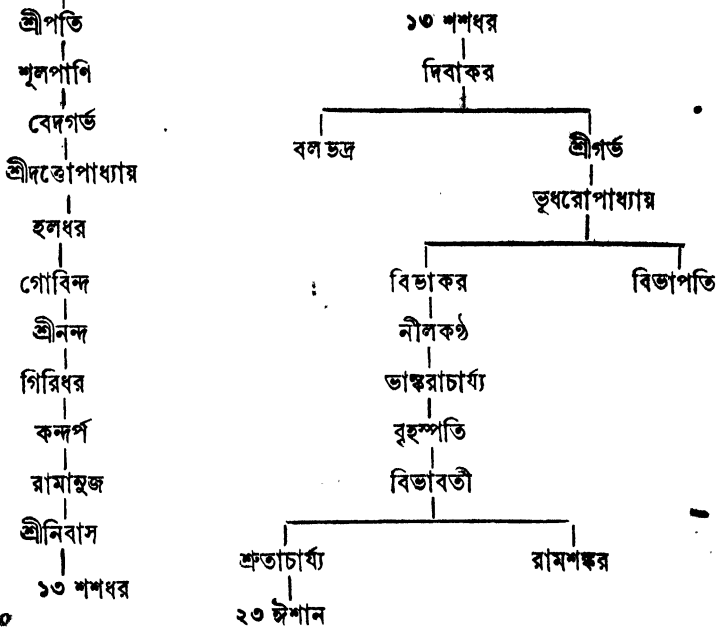 শ্রীপতি
শূলপাণি
বেদগর্ভ
শ্রীদত্তোপাধ্যায়
হলধর
গোবিন্দ
শ্রীনন্দ
গিরিধর
কন্দর্প
রামানুজ
শ্রীনিবাস
১৩ শশধর
১৩ শশধর
দিবাকর
বলভদ্র শ্রীগর্ভ
ভূধরোপাধ্যায়
বিভাকর বিভাপতি
নীলকণ্ঠ
ভাস্করাচার্য্য
বৃহস্পতি
বিভাবতী
শ্রুতাচার্য্য রামশঙ্কর
২৩ ঈশান